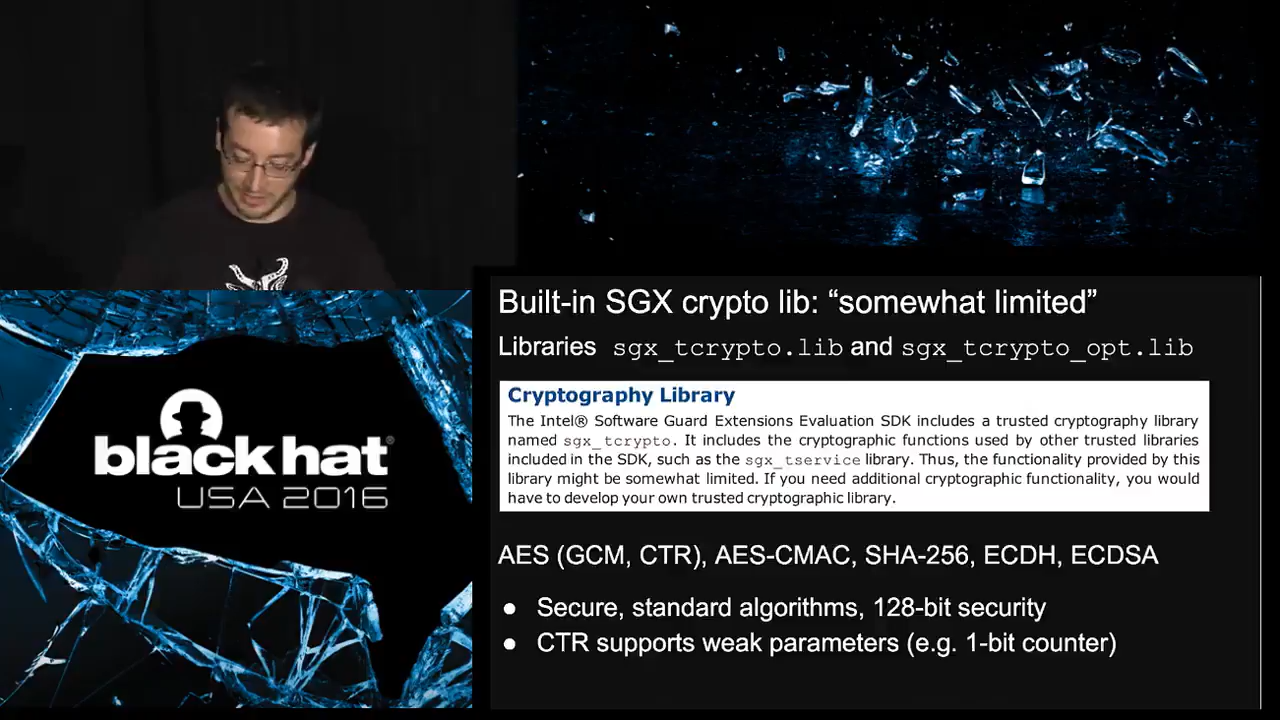 Built-in SGX crypto lib: “somewhat limited”
Libraries sgx_tcrypto.lib and sgx_tcrypto_opt.lib
Cryptography Library
The Intel® Software Guard Extensions Evaluation SDK includes a trusted cryptography library
named sgx_tcrypto. It includes the cryptographic functions used by other trusted libraries
included in the SDK, such as the sgx_tservice library. Thus, the functionality provided by this
library might be somewhat limited. If you need additional cryptographic functionality, you would
have to develop your own trusted cryptographic library.
AES (GCM, CTR), AES-CMAC, SHA-256, ECDH, ECDSA
● Secure, standard algorithms, 128-bit security
● CTR supports weak parameters (e.g. 1-bit counter)
black hat®
USA 2016